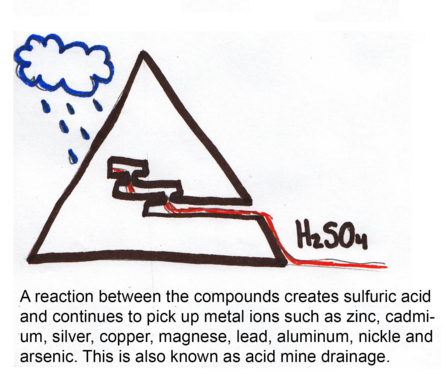 H₂SO₄
A reaction between the compounds creates sulfuric acid
and continues to pick up metal ions such as zinc, cadmi-
um, silver, copper, magnese, lead, aluminum, nickle and
arsenic. This is also known as acid mine drainage.